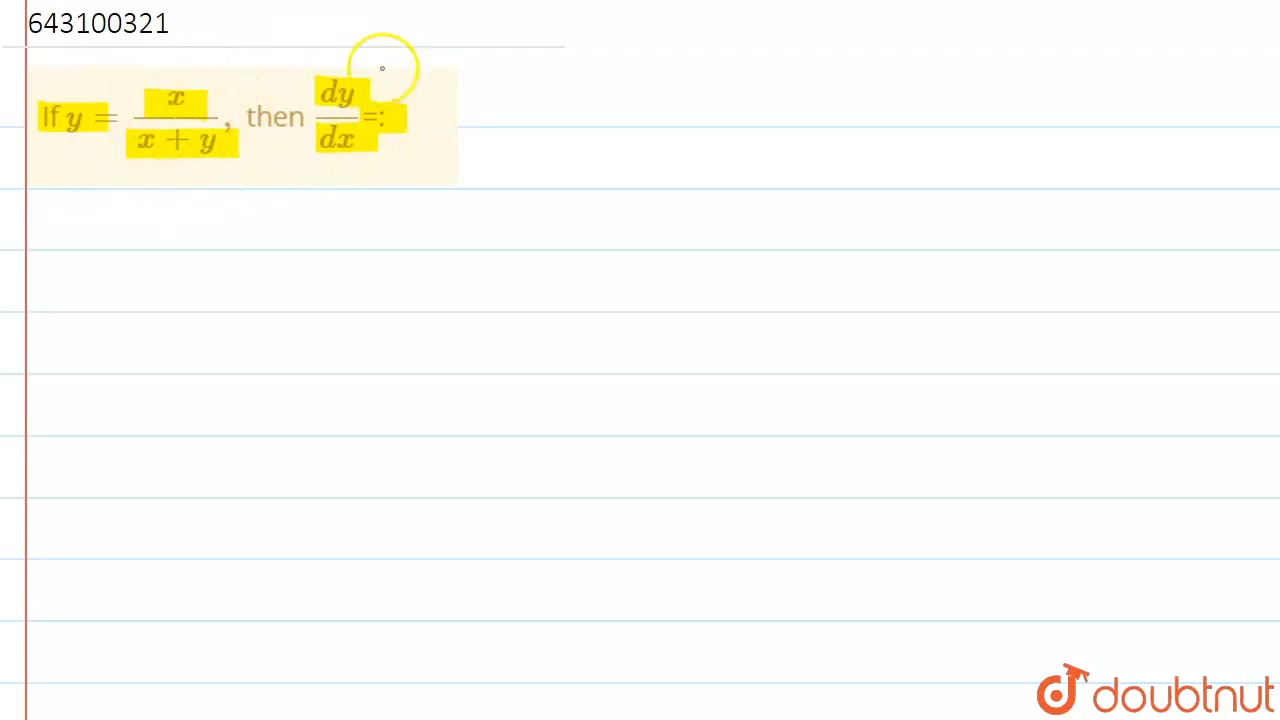 643100321
If y = x/(x + y), then dy/dx =:
doubtnut